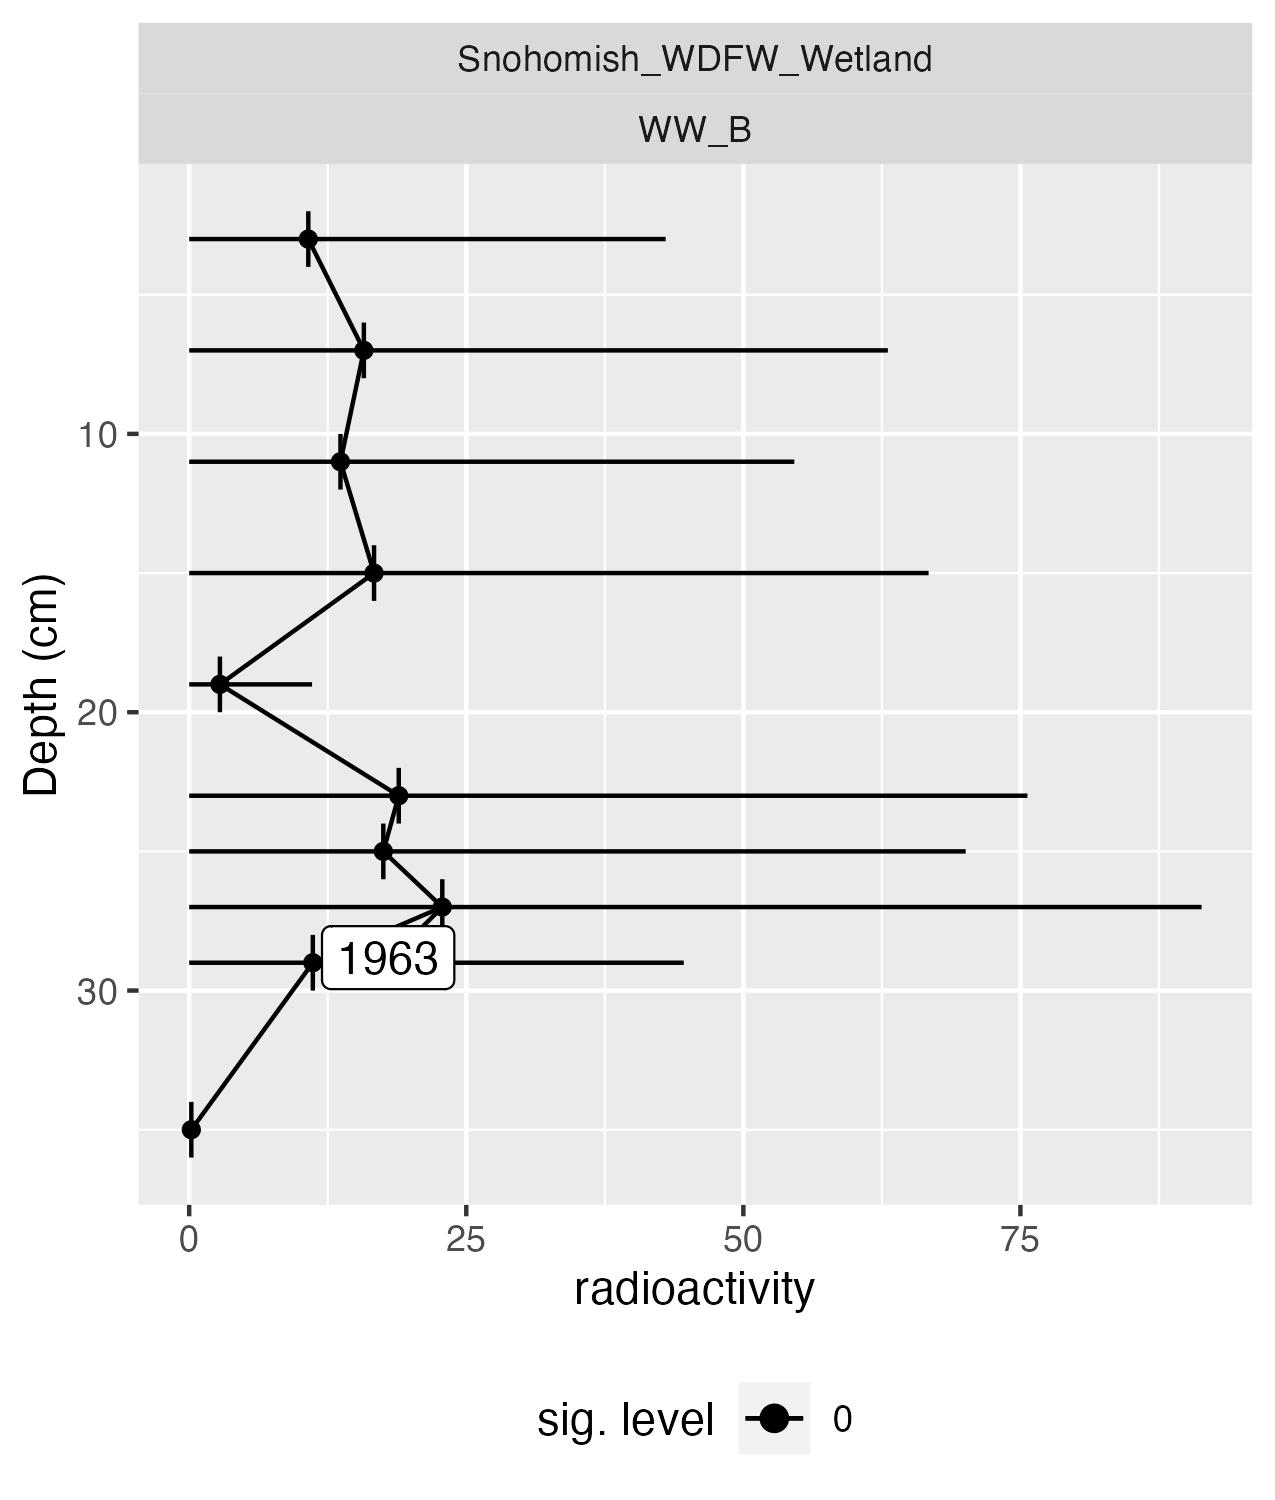 Snohomish_WDFW_Wetland
WW_B
Depth (cm)
10
20
30
1963
0 25 50 75
radioactivity
sig. level 0